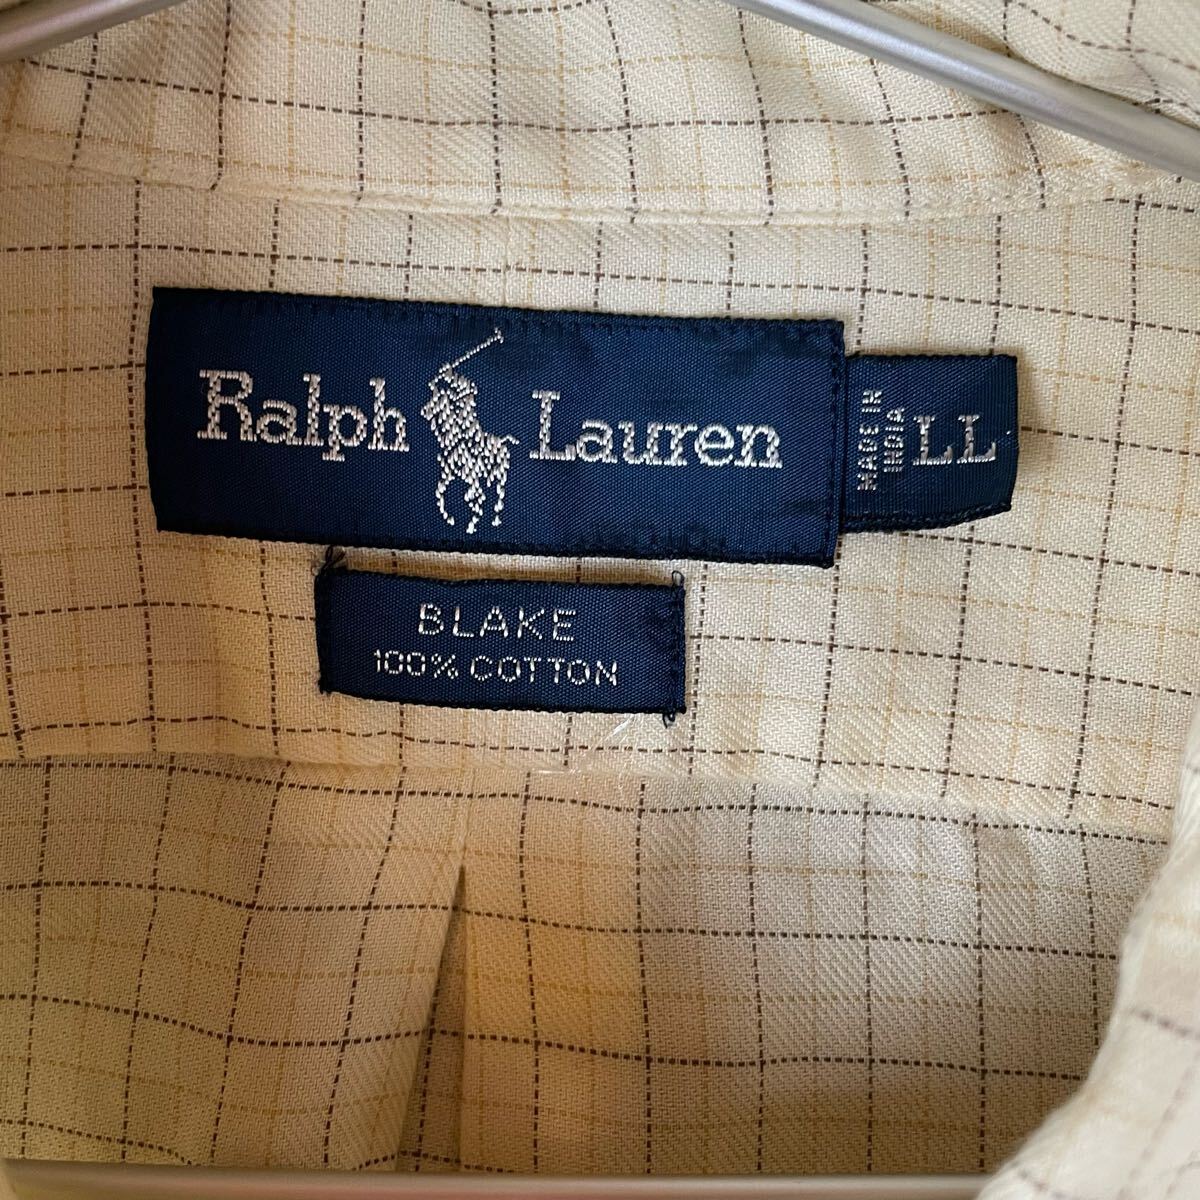 Ralph Lauren
MADE IN
INDIA
LL
BLAKE
100% COTTON